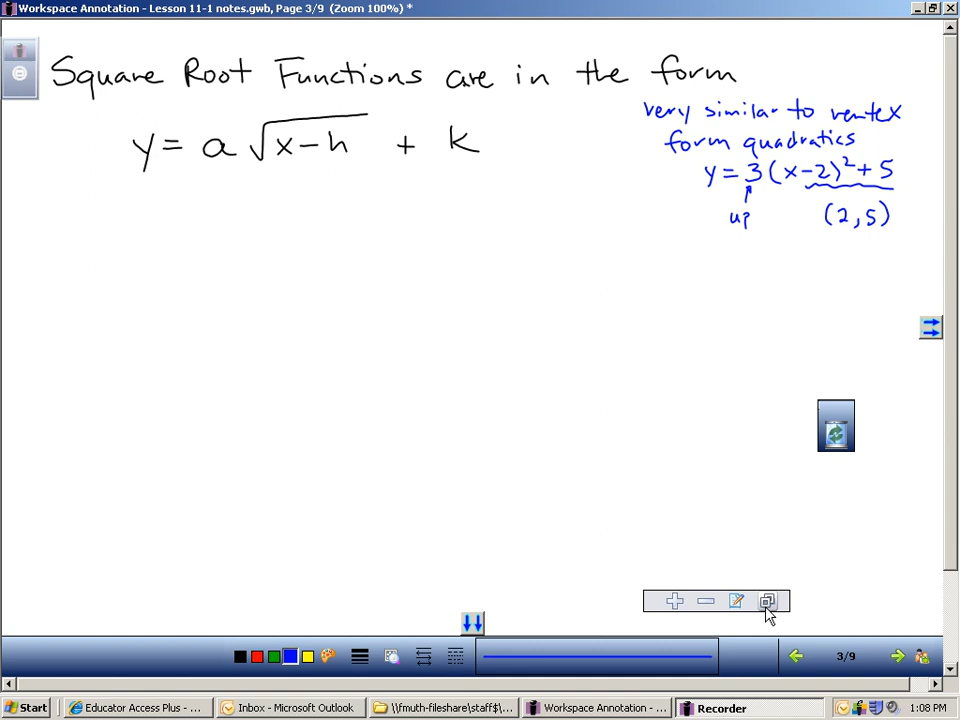 Workspace Annotation - Lesson 11-1 notes.gwb, Page 3/9 (Zoom 100%) *
Square Root Functions are in the form
y = a √(x-h) + k
very similar to vertex
form quadratics
y = 3(x-2)² + 5
up (2,5)
3/9
Start
Educator Access Plus - ...
Inbox - Microsoft Outlook
\\fmuth-fileshare\staff$\...
Workspace Annotation - ...
Recorder
1:08 PM